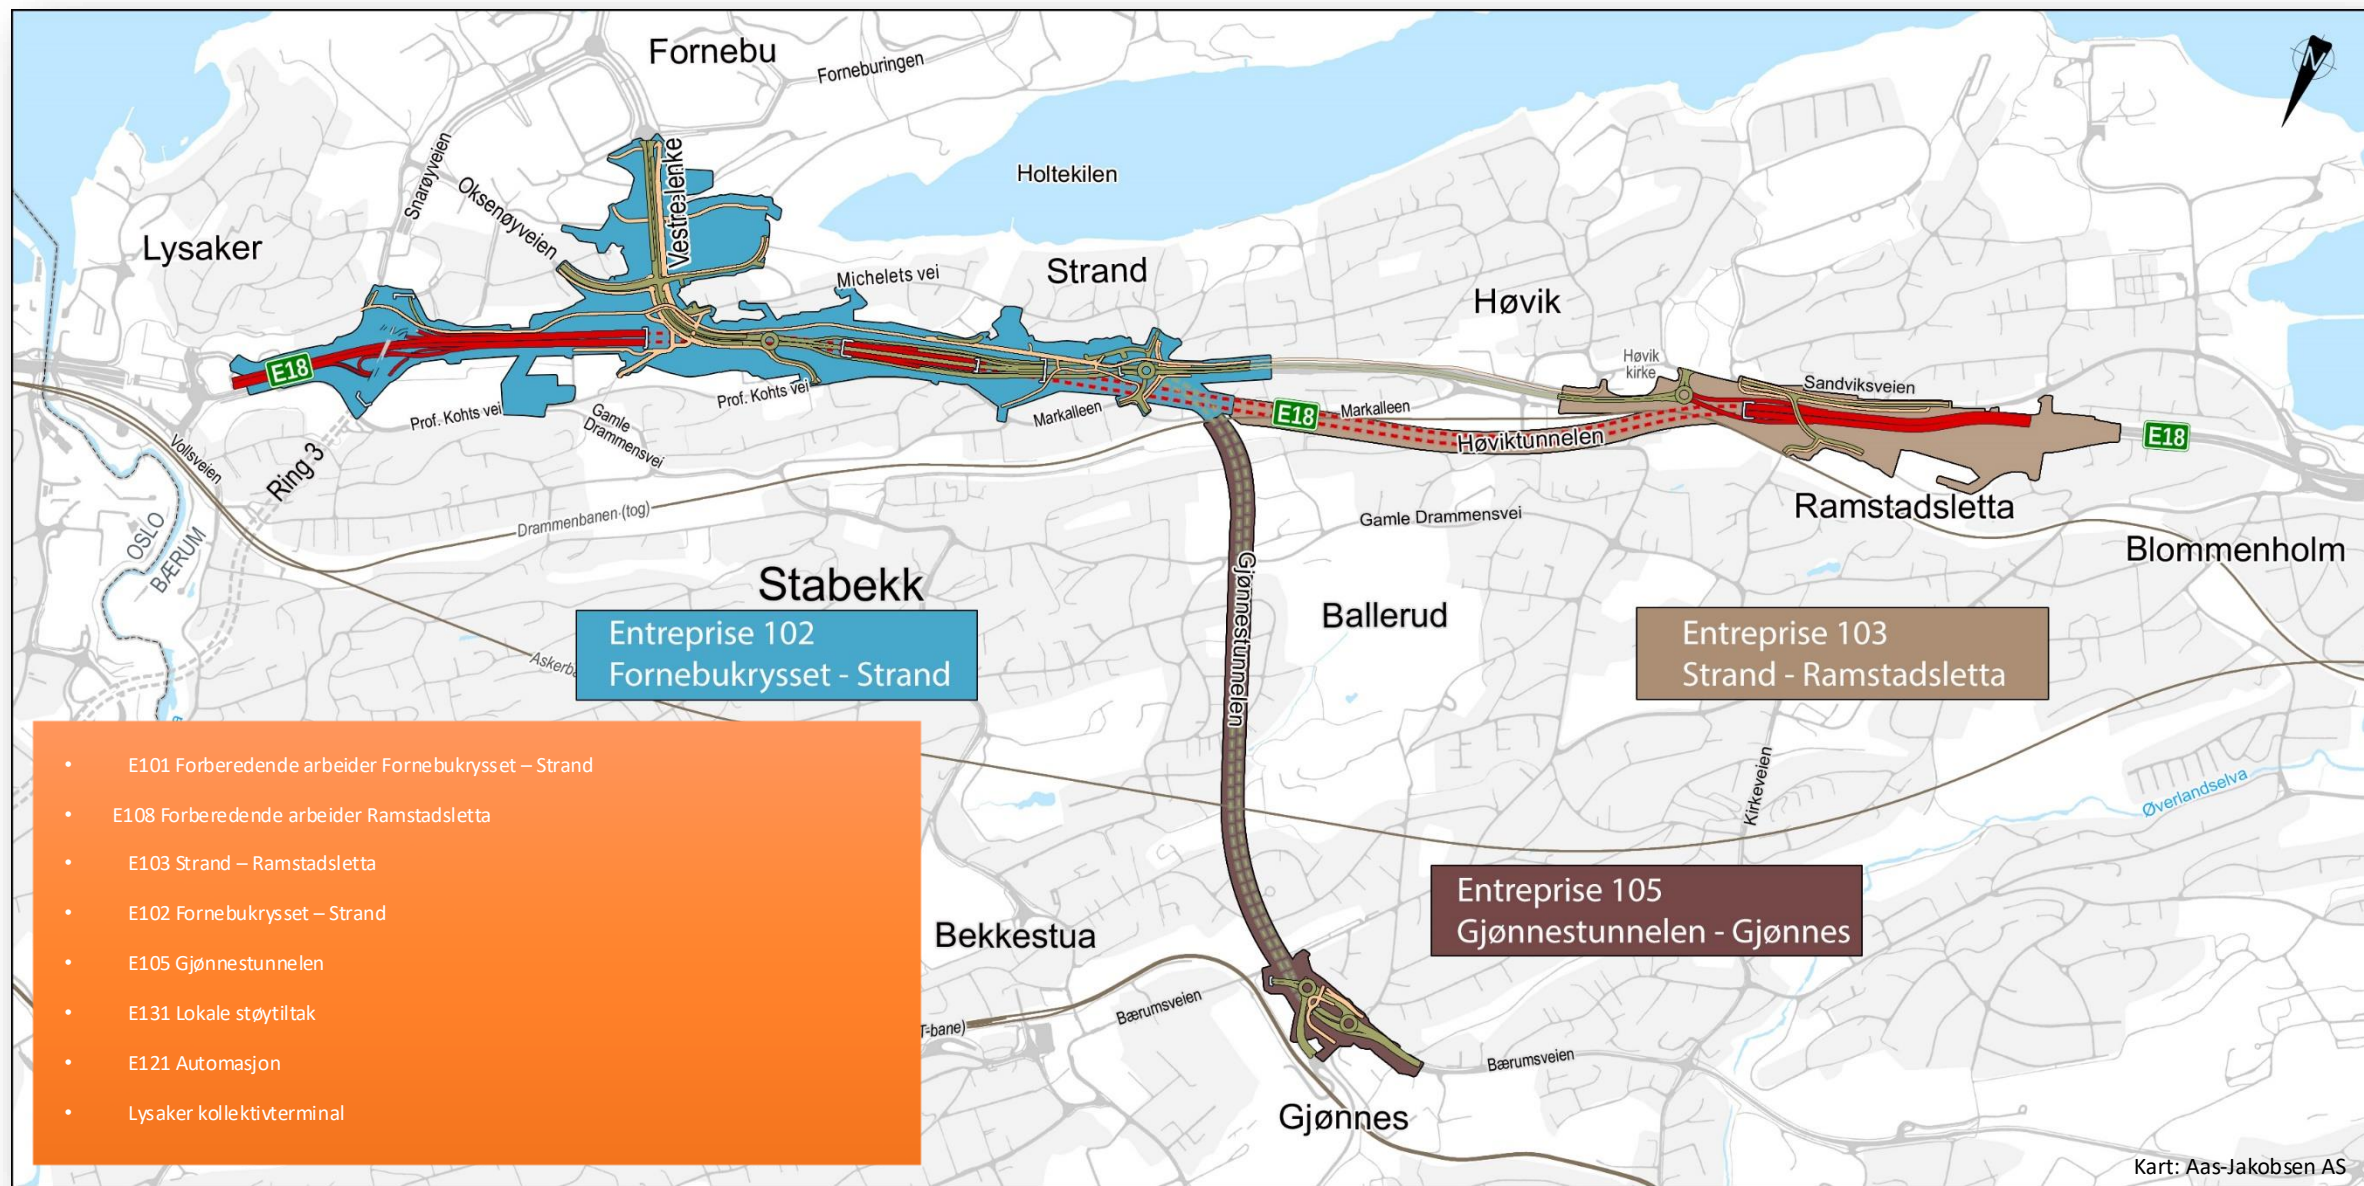 Fornebu
Forneburingen
N
Snarøyveien
Oksenøyveien
Vestre lenke
Holtekilen
Lysaker
Michelets vei
Strand
Høvik
E18
Høvik
kirke
Sandviksveien
Prof. Kohts vei
Prof. Kohts vei
Gamle
Drammensvei
Markalleen
E18
Markalleen
Høviktunnelen
E18
Vollsveien
Ring 3
Drammenbanen (tog)
Gamle Drammensvei
Ramstadsletta
Blommenholm
OSLO
BÆRUM
Stabekk
Gjønnestunnelen
Ballerud
Entreprise 102
Fornebukrysset - Strand
Entreprise 103
Strand - Ramstadsletta
Kirkeveien
Øverlandselva
• E101 Forberedende arbeider Fornebukrysset – Strand
• E108 Forberedende arbeider Ramstadsletta
• E103 Strand – Ramstadsletta
• E102 Fornebukrysset – Strand
• E105 Gjønnestunnelen
• E131 Lokale støytiltak
• E121 Automasjon
• Lysaker kollektivterminal
Entreprise 105
Gjønnestunnelen - Gjønnes
Bekkestua
T-bane)
Bærumsveien
Bærumsveien
Gjønnes
Kart: Aas-Jakobsen AS